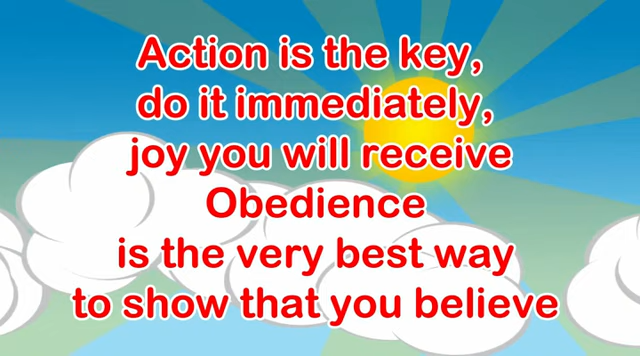 Action is the key,
do it immediately,
joy you will receive
Obedience
is the very best way
to show that you believe